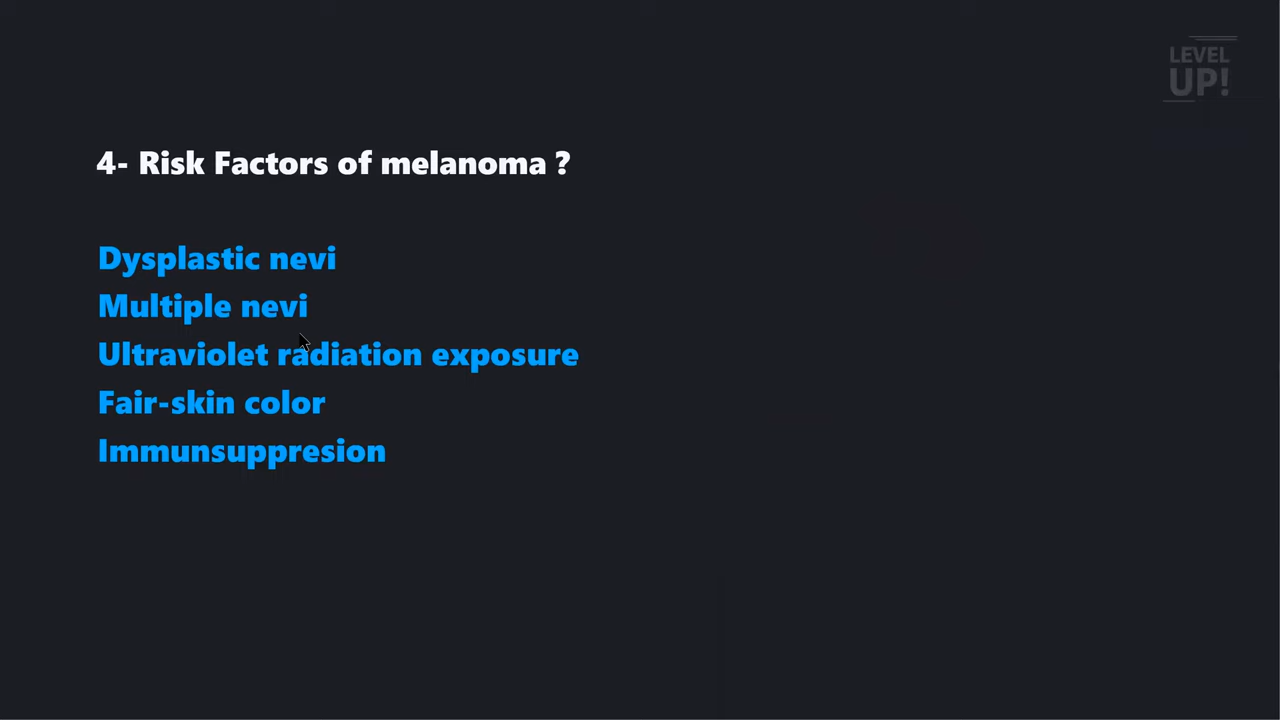 LEVEL
UP!
4- Risk Factors of melanoma ?
Dysplastic nevi
Multiple nevi
Ultraviolet radiation exposure
Fair-skin color
Immunsuppresion